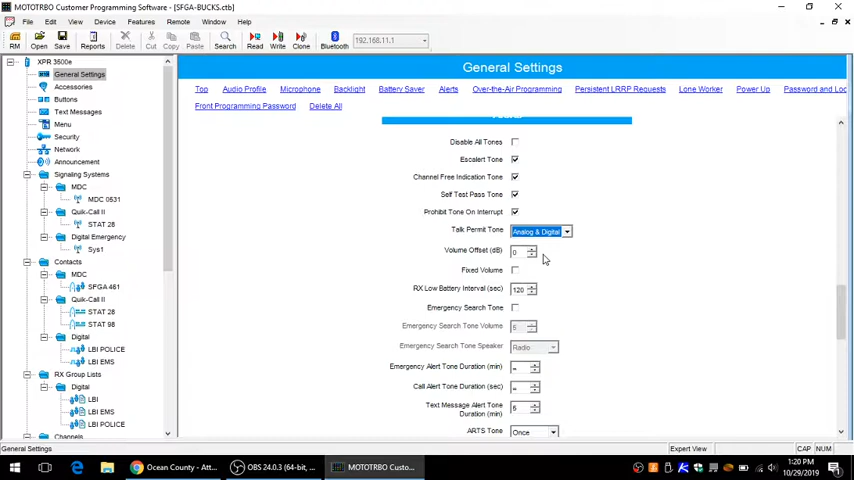 MOTOTRBO Customer Programming Software - [SFGA-BUCKS.ctb]
File Edit View Device Features Remote Window Help
RM Open Save Reports Delete Cut Copy Paste Search Read Write Clone Bluetooth 192.168.11.1
XPR 3500e
General Settings
Accessories
Buttons
Text Messages
Menu
Security
Network
Announcement
Signaling Systems
MDC
MDC 0631
Quik-Call II
STAT 28
Digital Emergency
Sys1
Contacts
MDC
SFGA 461
Quik-Call II
STAT 28
STAT 98
Digital
LBI POLICE
LBI EMS
RX Group Lists
Digital
LBI
LBI EMS
LBI POLICE
Channels
General Settings
Top Audio Profile Microphone Backlight Battery Saver Alerts Over-the-Air Programming Persistent LRRP Requests Lone Worker Power Up Password and Loc
Front Programming Password Delete All
Disable All Tones
Escalert Tone
Channel Free Indication Tone
Self Test Pass Tone
Prohibit Tone On Interrupt
Talk Permit Tone Analog & Digital
Volume Offset (dB) 0
Fixed Volume
RX Low Battery Interval (sec) 120
Emergency Search Tone
Emergency Search Tone Volume 5
Emergency Search Tone Speaker Radio
Emergency Alert Tone Duration (min) ∞
Call Alert Tone Duration (sec) ∞
Text Message Alert Tone
Duration (min) 5
ARTS Tone Once
General Settings Expert View CAP NUM
Ocean County - Att... OBS 24.0.3 (64-bit, ... MOTOTRBO Custo... 1:20 PM
10/29/2019